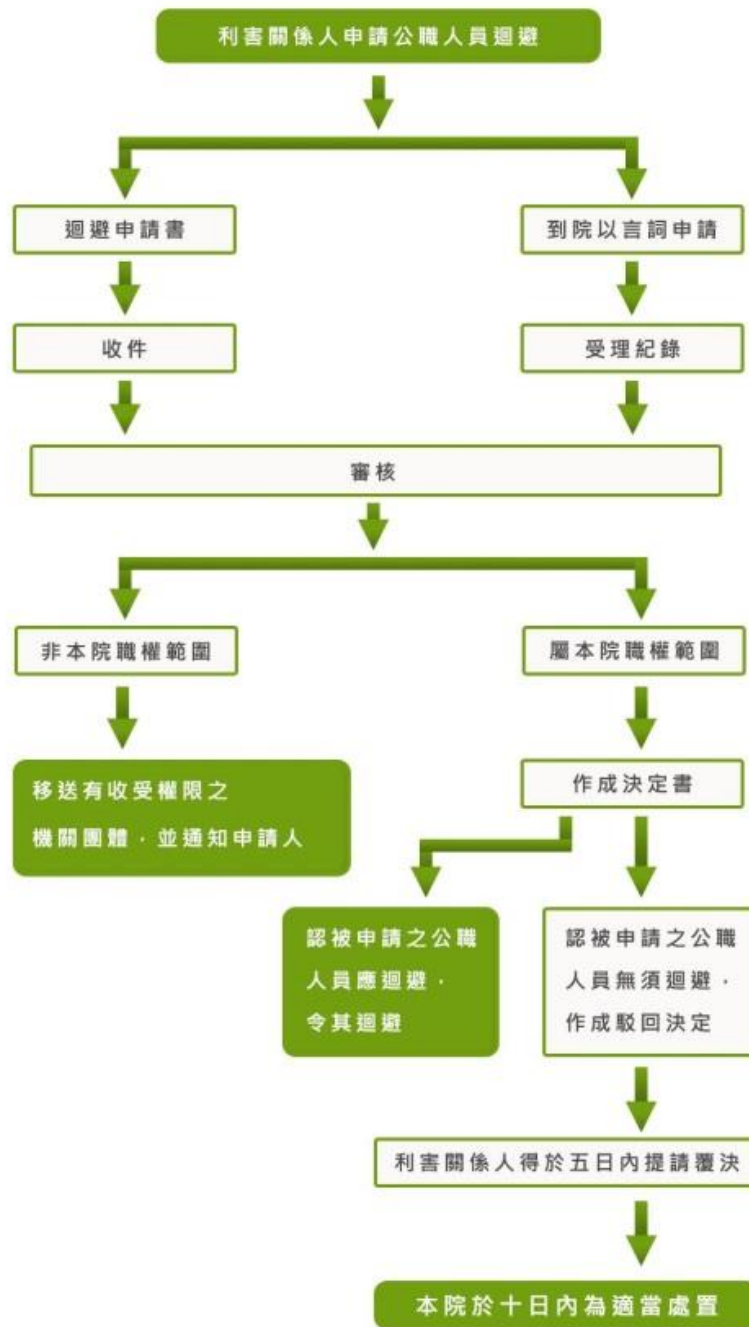 利害關係人申請公職人員迴避
迴避申請書
到院以言詞申請
收件
受理紀錄
審核
非本院職權範圍
屬本院職權範圍
移送有收受權限之
機關團體，並通知申請人
作成決定書
認被申請之公職
人員應迴避，
令其迴避
認被申請之公職
人員無須迴避，
作成駁回決定
利害關係人得於五日內提請覆決
本院於十日內為適當處置